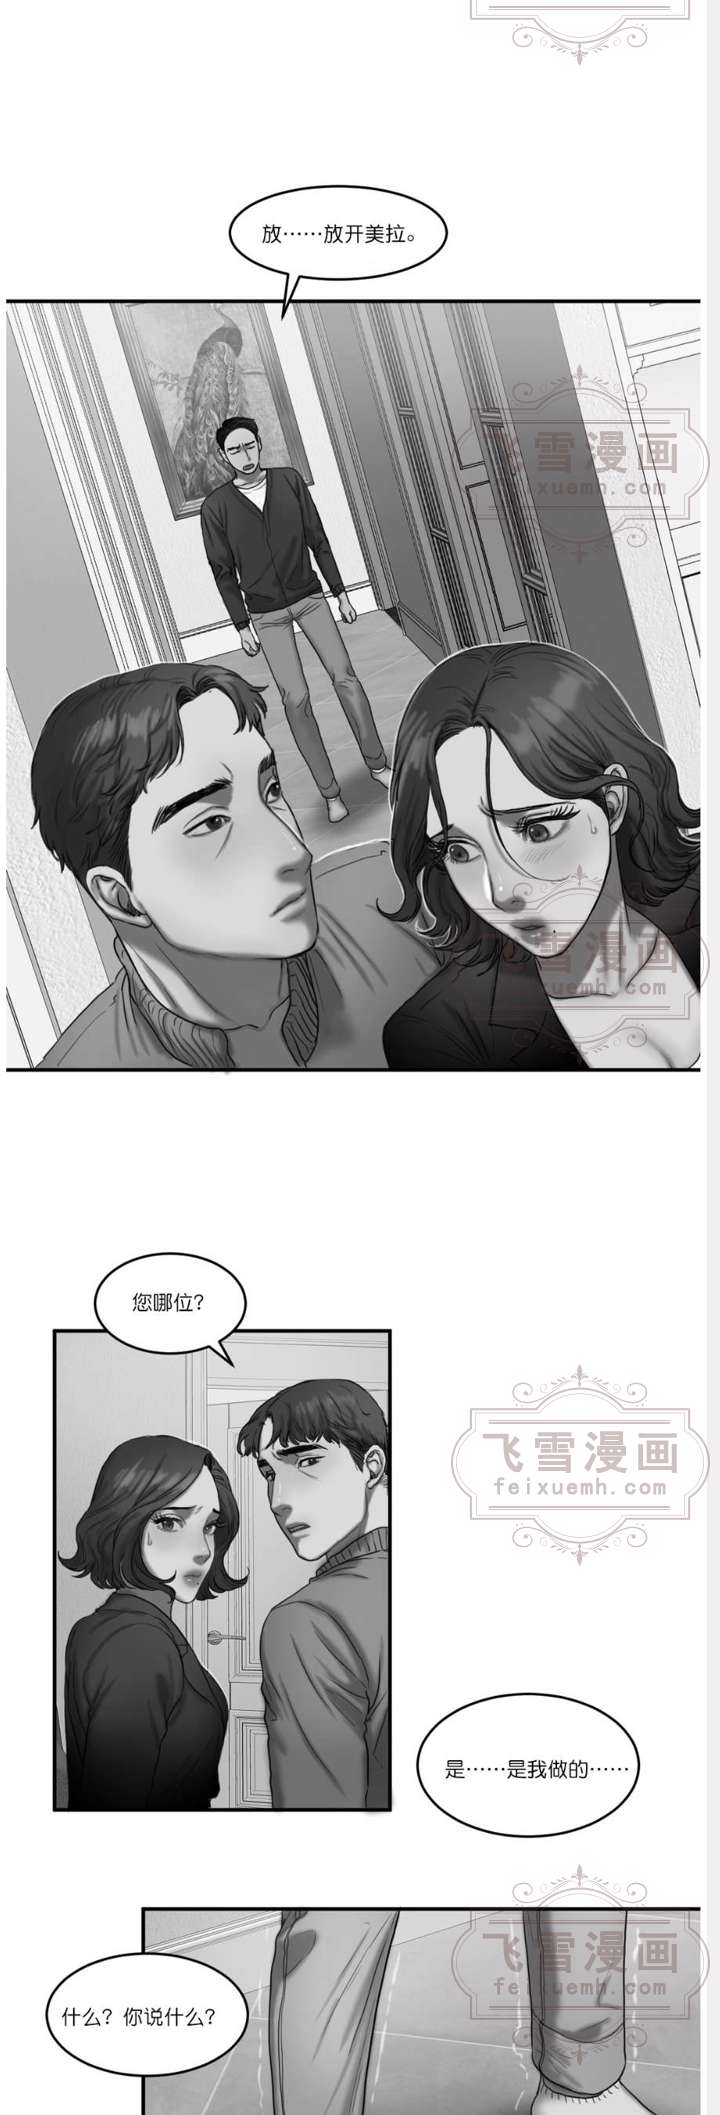 放……放开美拉。
飞雪漫画
feixuemh.com
飞雪漫画
feixuemh.com
您哪位？
飞雪漫画
feixuemh.com
是……是我做的……
飞雪漫画
feixuemh.com
什么？你说什么？